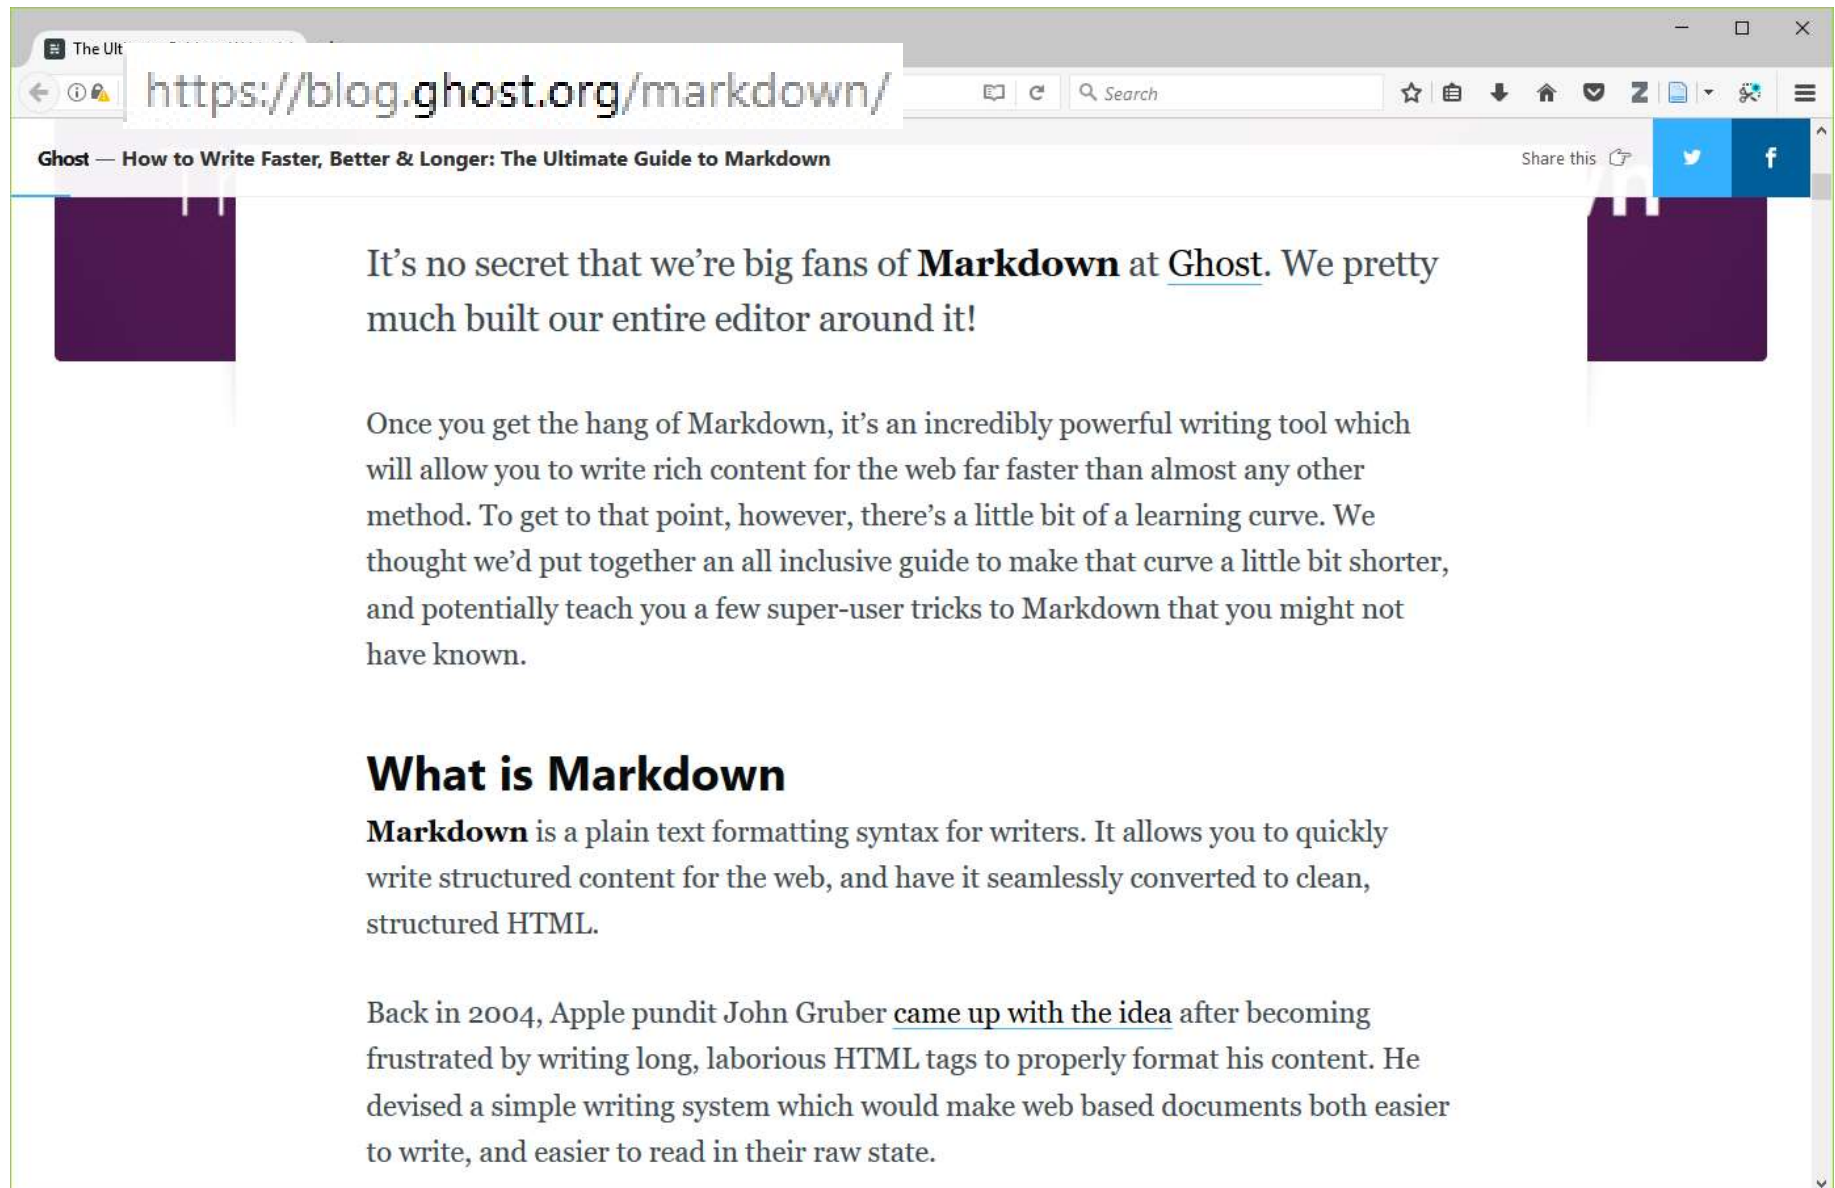 The Ult
https://blog.ghost.org/markdown/
Search
Ghost — How to Write Faster, Better & Longer: The Ultimate Guide to Markdown
Share this
It’s no secret that we’re big fans of Markdown at Ghost. We pretty
much built our entire editor around it!
Once you get the hang of Markdown, it’s an incredibly powerful writing tool which
will allow you to write rich content for the web far faster than almost any other
method. To get to that point, however, there’s a little bit of a learning curve. We
thought we’d put together an all inclusive guide to make that curve a little bit shorter,
and potentially teach you a few super-user tricks to Markdown that you might not
have known.
What is Markdown
Markdown is a plain text formatting syntax for writers. It allows you to quickly
write structured content for the web, and have it seamlessly converted to clean,
structured HTML.
Back in 2004, Apple pundit John Gruber came up with the idea after becoming
frustrated by writing long, laborious HTML tags to properly format his content. He
devised a simple writing system which would make web based documents both easier
to write, and easier to read in their raw state.